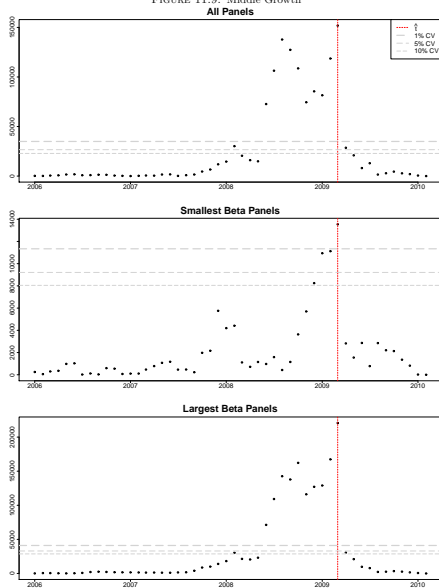 FIGURE 11.9. Middle Growth
All Panels
t̂
1% CV
5% CV
10% CV
0 50000 100000 150000
2006 2007 2008 2009 2010
Smallest Beta Panels
0 2000 4000 6000 8000 10000 14000
2006 2007 2008 2009 2010
Largest Beta Panels
0 50000 100000 150000 200000
2006 2007 2008 2009 2010